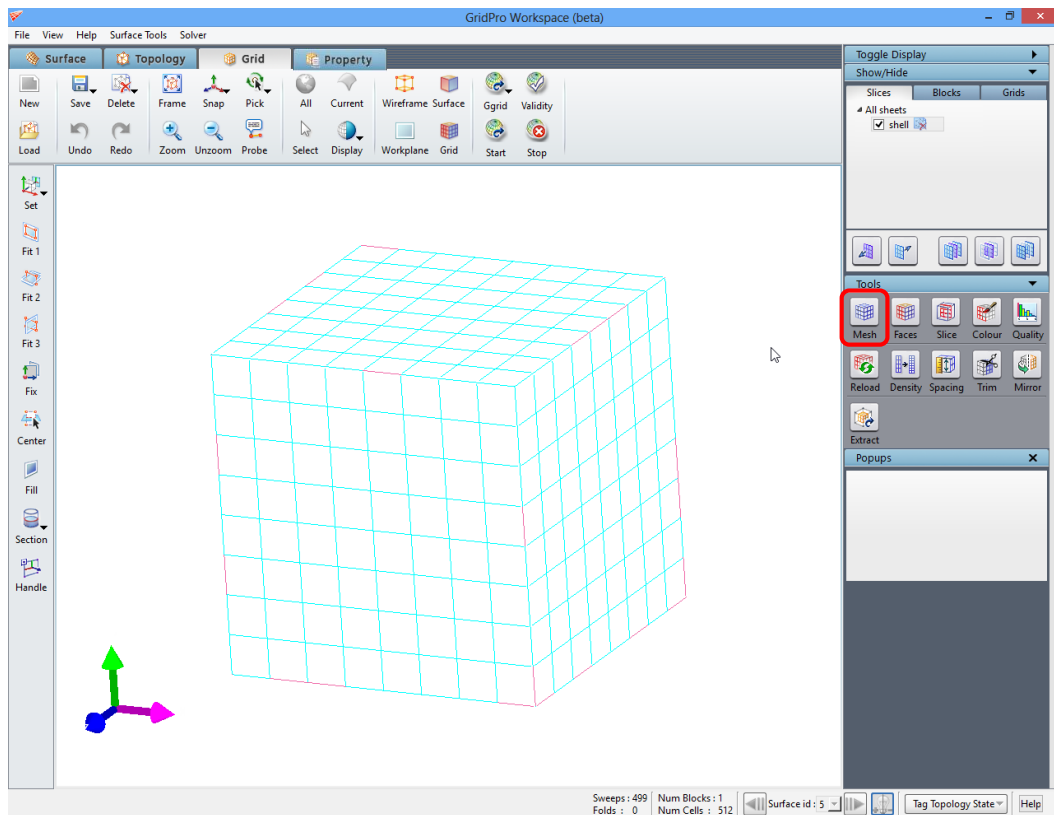 GridPro Workspace (beta)
File View Help Surface Tools Solver
Surface Topology Grid Property
New Save Delete Frame Snap Pick All Current Wireframe Surface Ggrid Validity
Load Undo Redo Zoom Unzoom Probe Select Display Workplane Grid Start Stop
Set
Fit 1
Fit 2
Fit 3
Fix
Center
Fill
Section
Handle
Toggle Display
Show/Hide
Slices Blocks Grids
All sheets
shell
Tools
Mesh Faces Slice Colour Quality
Reload Density Spacing Trim Mirror
Extract
Popups
Sweeps : 499 Num Blocks : 1
Folds : 0 Num Cells : 512
Surface id : 5
Tag Topology State
Help